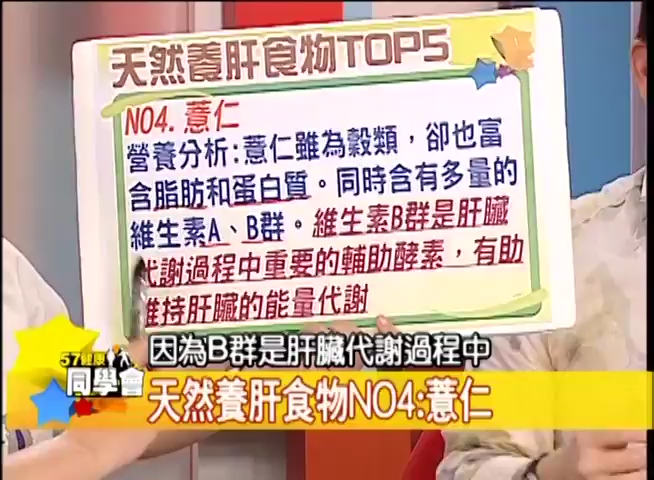 天然養肝食物TOP5
NO4. 薏仁
營養分析:薏仁雖為穀類，卻也富
含脂肪和蛋白質。同時含有多量的
維生素A、B群。維生素B群是肝臟
代謝過程中重要的輔助酵素，有助
維持肝臟的能量代謝
因為B群是肝臟代謝過程中
57健康
同學會
天然養肝食物NO4:薏仁